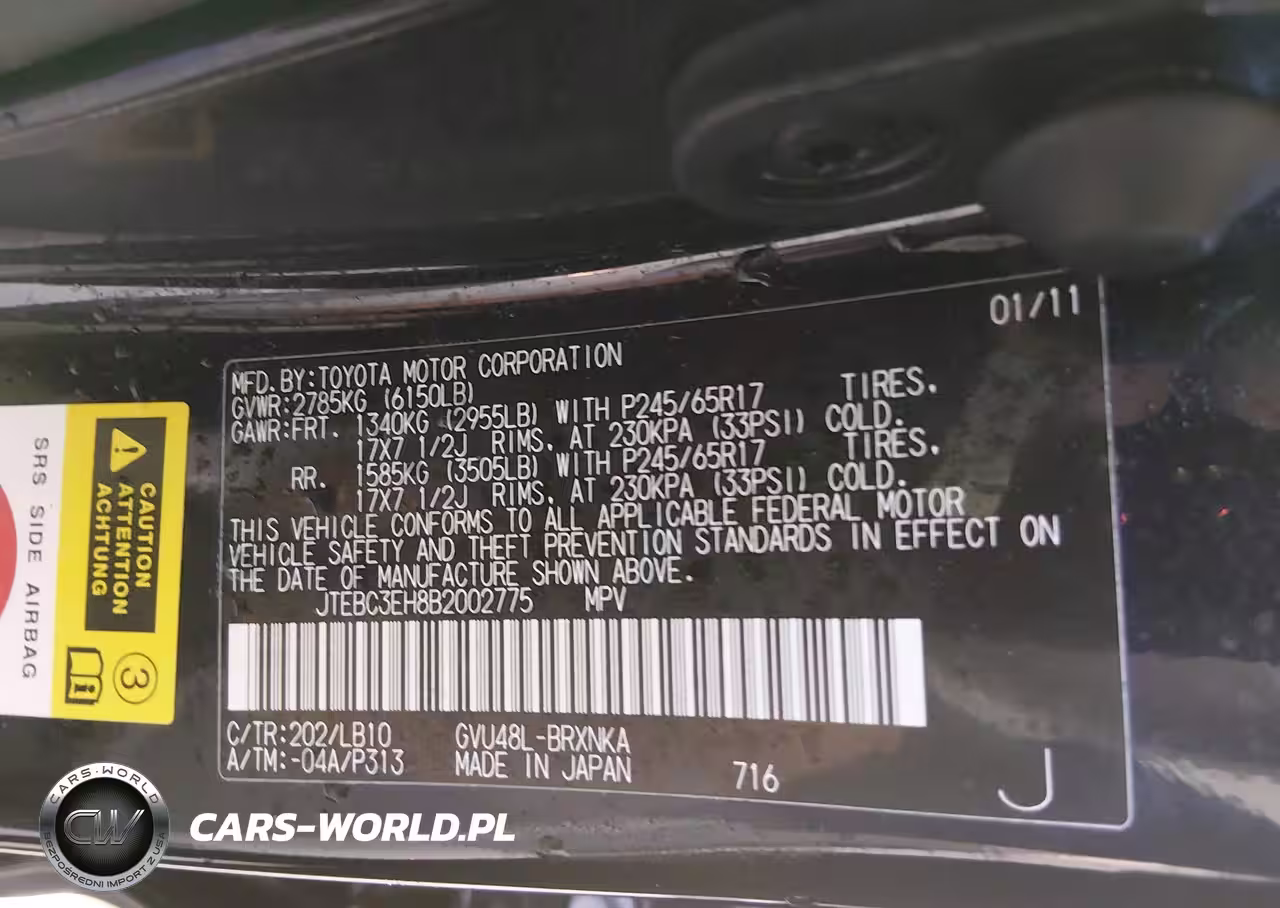 01/11
MFD. BY:TOYOTA MOTOR CORPORATION
GVWR:2785KG (6150LB)
GAWR:FRT. 1340KG (2955LB) WITH P245/65R17 TIRES.
17X7 1/2J RIMS, AT 230KPA (33PSI) COLD.
RR. 1585KG (3505LB) WITH P245/65R17 TIRES.
17X7 1/2J RIMS, AT 230KPA (33PSI) COLD.
THIS VEHICLE CONFORMS TO ALL APPLICABLE FEDERAL MOTOR
VEHICLE SAFETY AND THEFT PREVENTION STANDARDS IN EFFECT ON
THE DATE OF MANUFACTURE SHOWN ABOVE.
JTEBC3EH8B2002775 MPV
C/TR:202/LB10 GVU48L-BRXNKA
A/TM:-04A/P313 MADE IN JAPAN 716
J
CAUTION
ATTENTION
ACHTUNG
3
SRS SIDE AIRBAG
CARS-WORLD
CW
BEZPOŚREDNI IMPORT Z USA
CARS-WORLD.PL